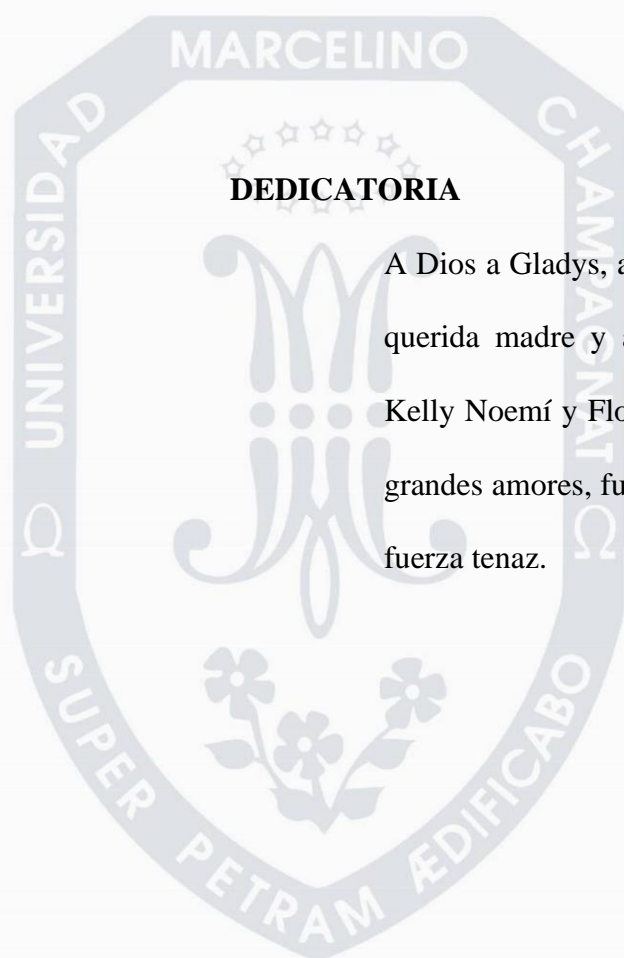 UNIVERSIDAD MARCELINO CHAMPAGNAT
DEDICATORIA
A Dios a Gladys, a
querida madre y a
Kelly Noemí y Flo
grandes amores, fu
fuerza tenaz.
Ω Ω
SUPER PETRAM ÆDIFICABO